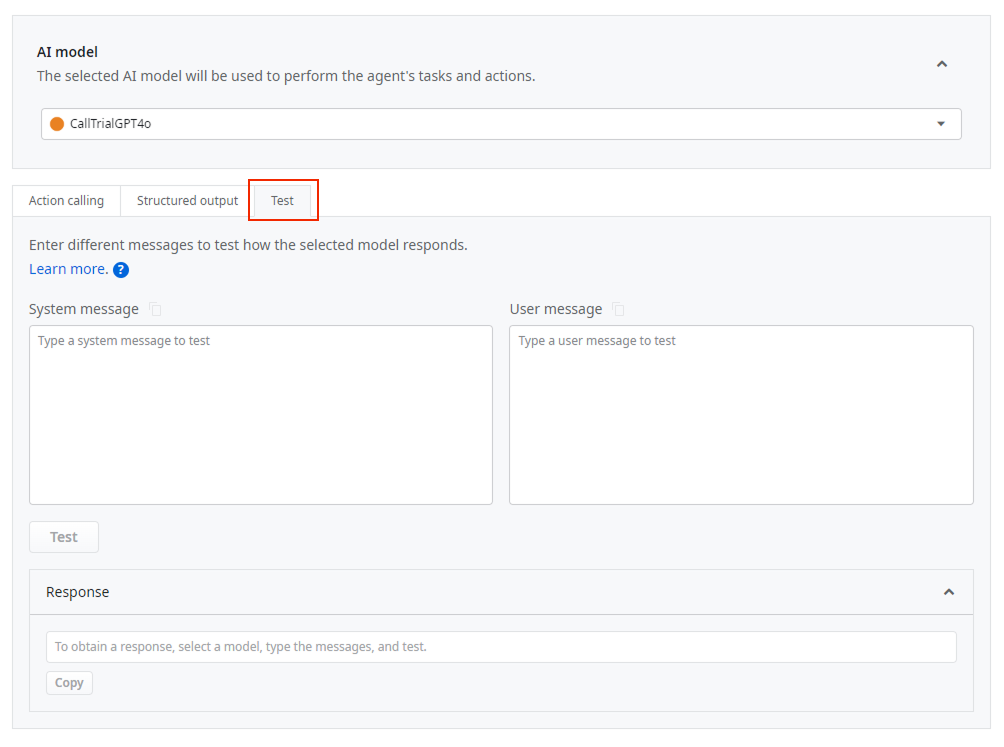 AI model
The selected AI model will be used to perform the agent's tasks and actions.
CallTrialGPT4o
Action calling
Structured output
Test
Enter different messages to test how the selected model responds.
Learn more. ?
System message
User message
Type a system message to test
Type a user message to test
Test
Response
To obtain a response, select a model, type the messages, and test.
Copy